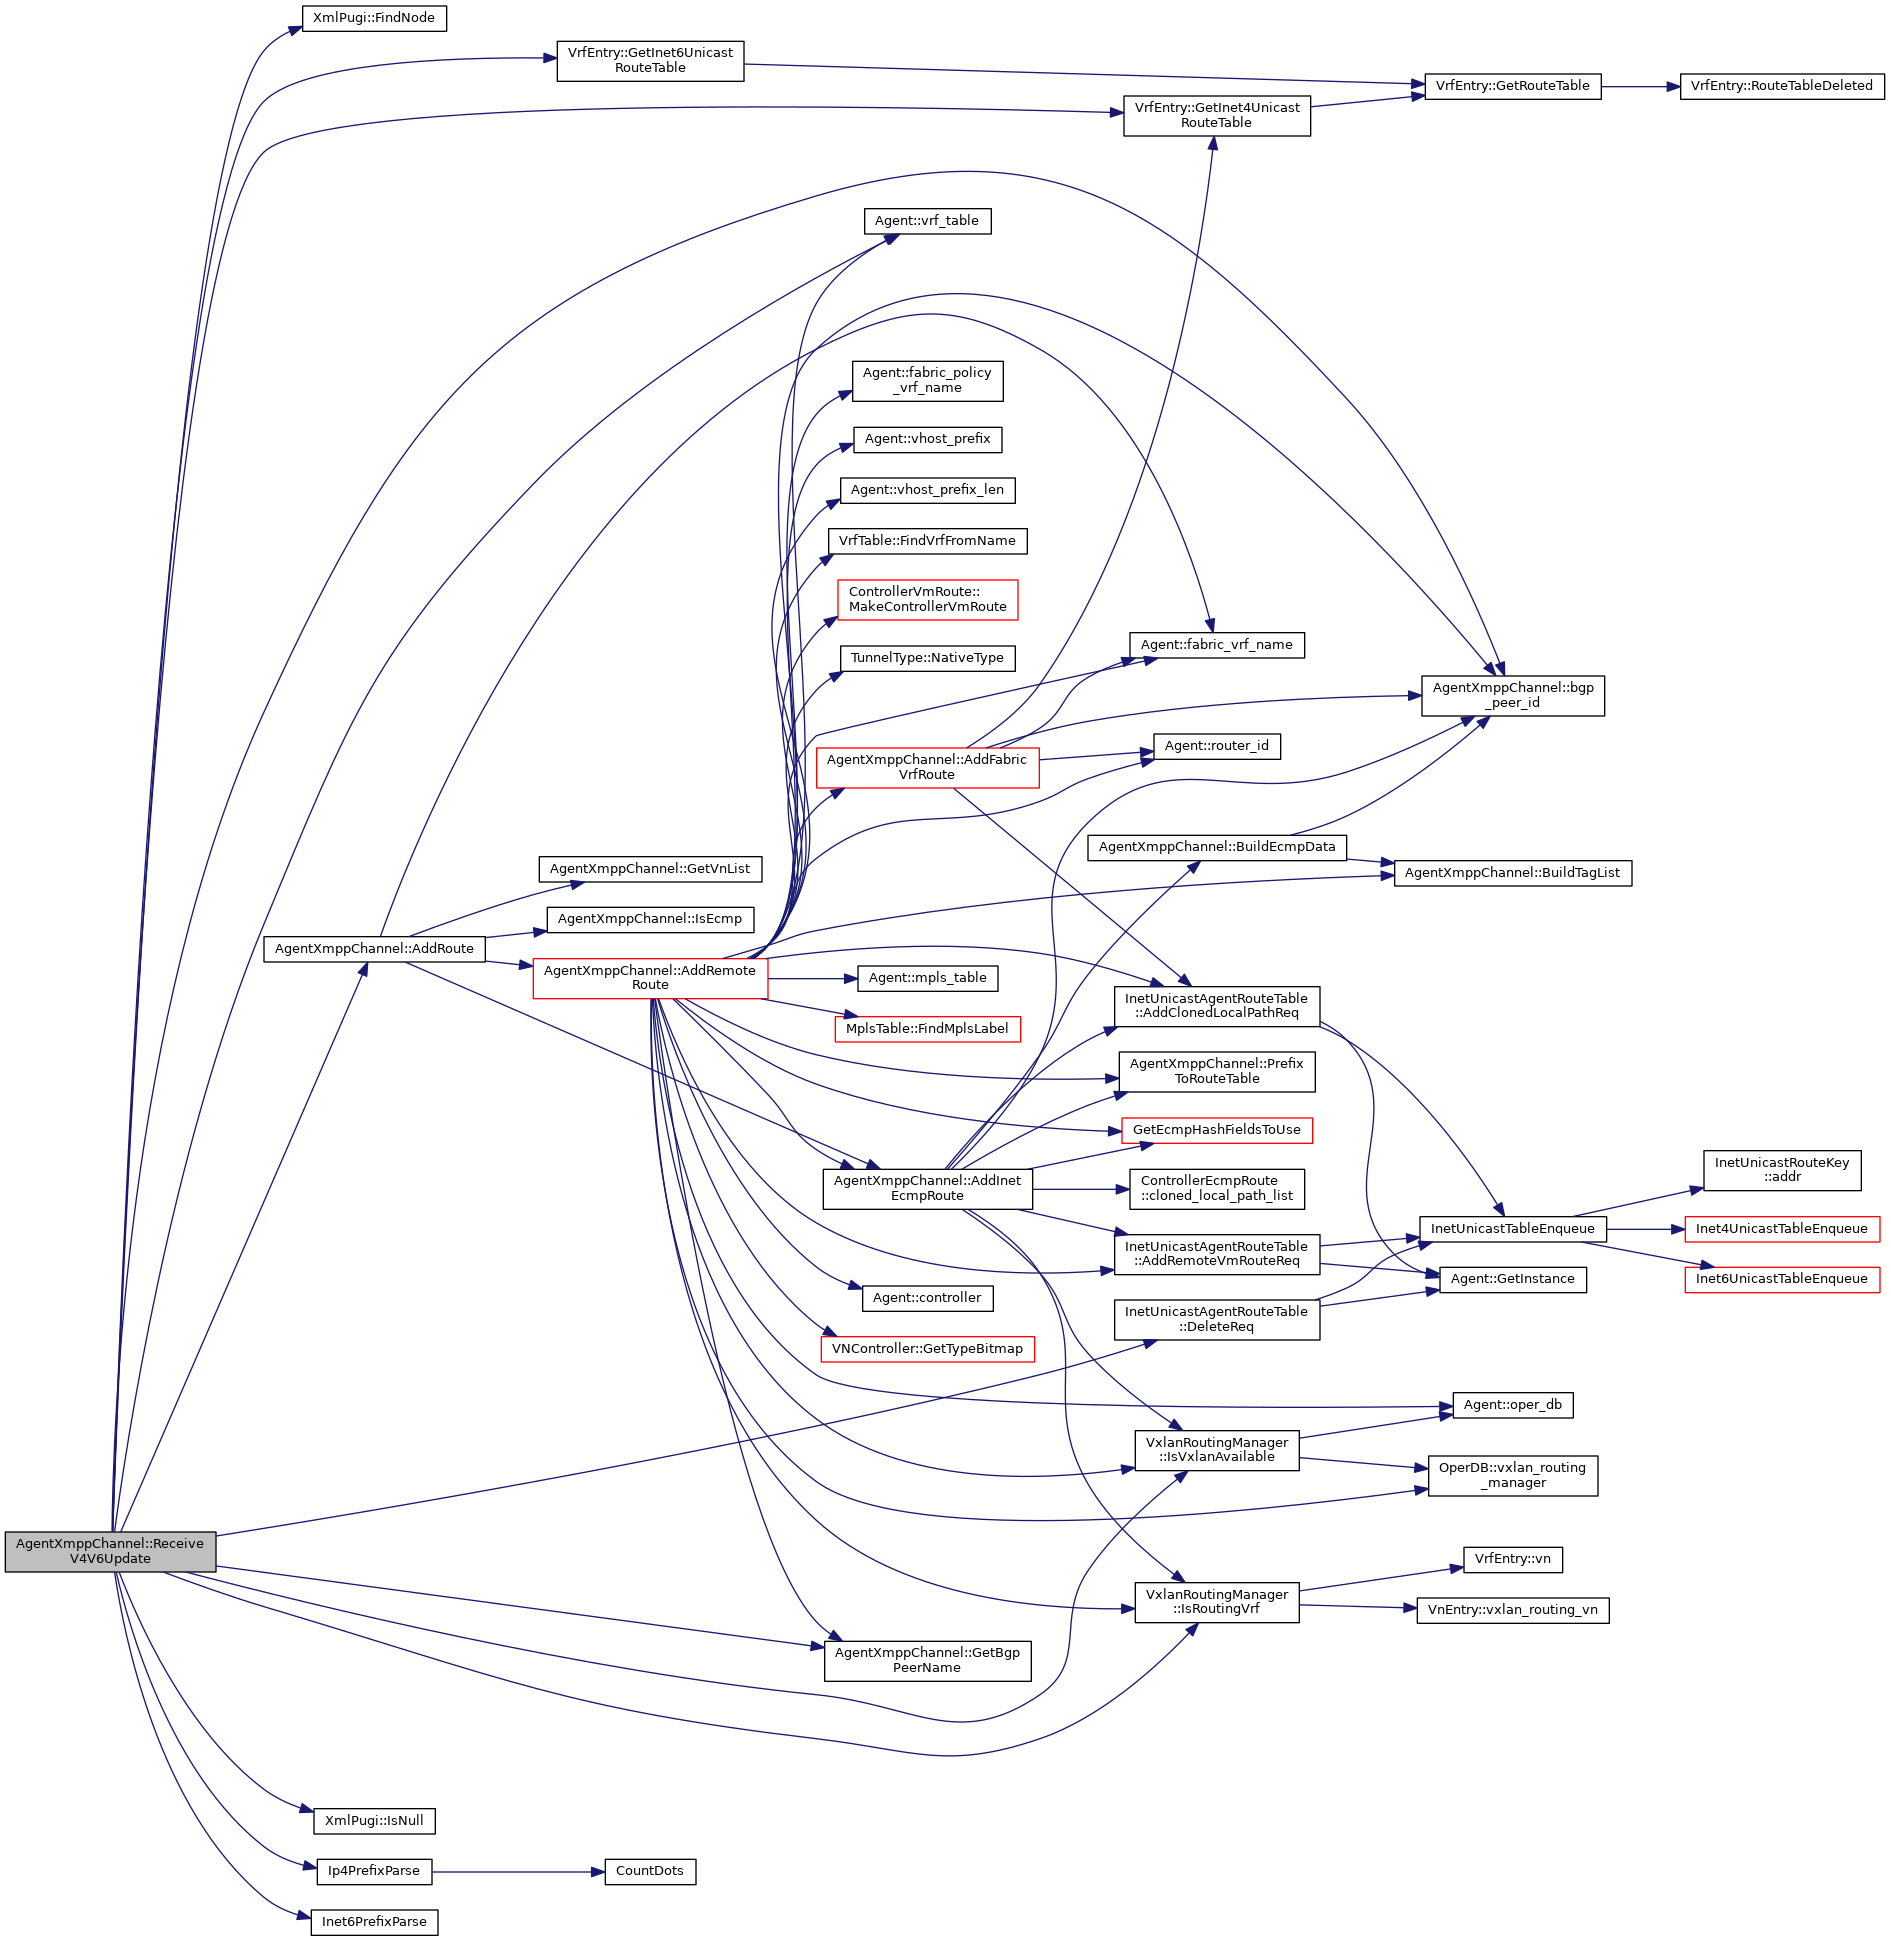 XmlPugi::FindNode
VrfEntry::GetInet6Unicast
RouteTable
VrfEntry::GetRouteTable
VrfEntry::RouteTableDeleted
VrfEntry::GetInet4Unicast
RouteTable
Agent::vrf_table
Agent::fabric_policy
_vrf_name
Agent::vhost_prefix
Agent::vhost_prefix_len
VrfTable::FindVrfFromName
ControllerVmRoute::
MakeControllerVmRoute
TunnelType::NativeType
Agent::fabric_vrf_name
AgentXmppChannel::bgp
_peer_id
Agent::router_id
AgentXmppChannel::AddFabric
VrfRoute
AgentXmppChannel::BuildEcmpData
AgentXmppChannel::BuildTagList
AgentXmppChannel::GetVnList
AgentXmppChannel::IsEcmp
AgentXmppChannel::AddRoute
AgentXmppChannel::AddRemote
Route
Agent::mpls_table
MplsTable::FindMplsLabel
InetUnicastAgentRouteTable
::AddClonedLocalPathReq
AgentXmppChannel::Prefix
ToRouteTable
GetEcmpHashFieldsToUse
AgentXmppChannel::AddInet
EcmpRoute
ControllerEcmpRoute
::cloned_local_path_list
InetUnicastRouteKey
::addr
InetUnicastTableEnqueue
Inet4UnicastTableEnqueue
InetUnicastAgentRouteTable
::AddRemoteVmRouteReq
Agent::GetInstance
Inet6UnicastTableEnqueue
Agent::controller
InetUnicastAgentRouteTable
::DeleteReq
VNController::GetTypeBitmap
Agent::oper_db
VxlanRoutingManager
::IsVxlanAvailable
OperDB::vxlan_routing
_manager
AgentXmppChannel::Receive
V4V6Update
VrfEntry::vn
VxlanRoutingManager
::IsRoutingVrf
VnEntry::vxlan_routing_vn
AgentXmppChannel::GetBgp
PeerName
XmlPugi::IsNull
Ip4PrefixParse
CountDots
Inet6PrefixParse